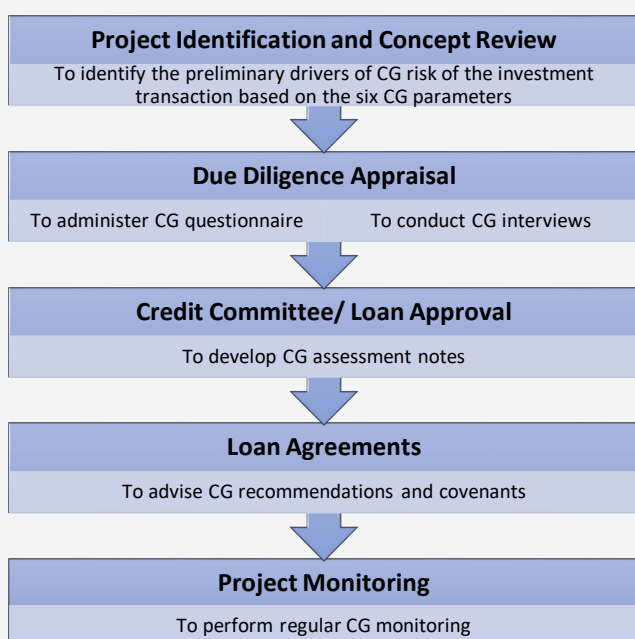 Project Identification and Concept Review
To identify the preliminary drivers of CG risk of the investment
transaction based on the six CG parameters
Due Diligence Appraisal
To administer CG questionnaire
To conduct CG interviews
Credit Committee/ Loan Approval
To develop CG assessment notes
Loan Agreements
To advise CG recommendations and covenants
Project Monitoring
To perform regular CG monitoring